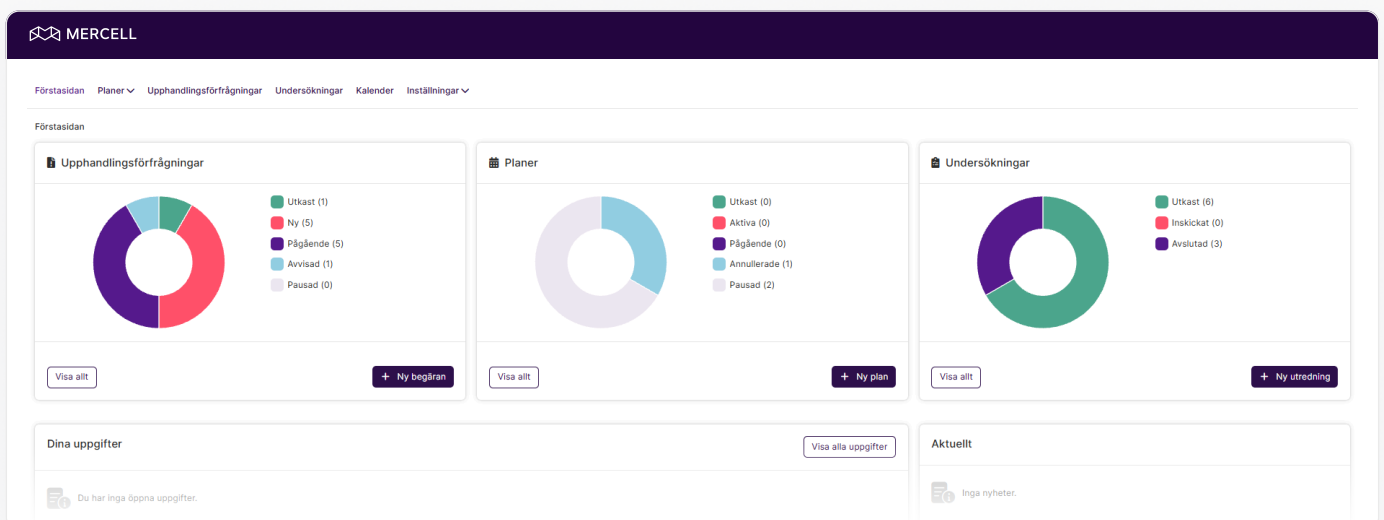 MERCELL
Förstasidan Planer Upphandlingsförfrågningar Undersökningar Kalender Inställningar
Förstasidan
Upphandlingsförfrågningar
Utkast (1)
Ny (5)
Pågående (5)
Avvisad (1)
Pausad (0)
Visa allt
+ Ny begäran
Planer
Utkast (0)
Aktiva (0)
Pågående (0)
Annullerade (1)
Pausad (2)
Visa allt
+ Ny plan
Undersökningar
Utkast (6)
Inskickat (0)
Avslutad (3)
Visa allt
+ Ny utredning
Dina uppgifter
Visa alla uppgifter
Du har inga öppna uppgifter.
Aktuellt
Inga nyheter.